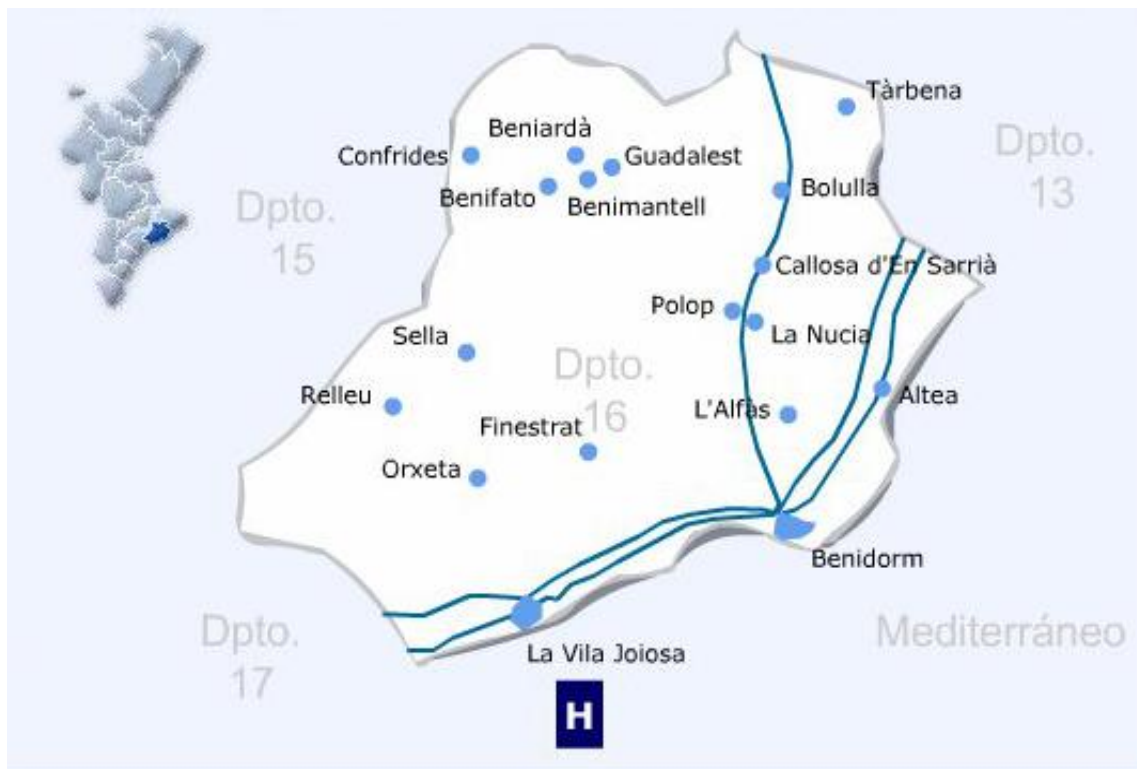 Tàrbena
Beniardà
Dpto.
13
Confrides
Guadalest
Benifato
Benimantell
Bolulla
Dpto.
15
Callosa d'En Sarrià
Polop
La Nucia
Sella
Dpto.
16
Relleu
L'Alfàs
Altea
Finestrat
Orxeta
Benidorm
Dpto.
17
Mediterráneo
La Vila Joiosa
H